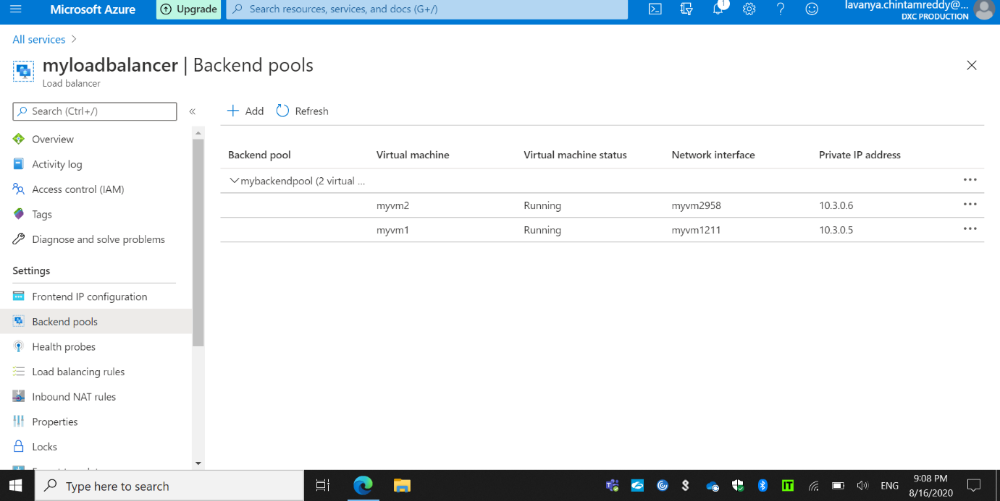 Microsoft Azure
Upgrade
Search resources, services, and docs (G+/)
1
lavanya.chintamreddy@...
DXC PRODUCTION
All services
myloadbalancer | Backend pools
Load balancer
Search (Ctrl+/)
«
Add
Refresh
Overview
Activity log
Access control (IAM)
Tags
Diagnose and solve problems
Settings
Frontend IP configuration
Backend pools
Health probes
Load balancing rules
Inbound NAT rules
Properties
Locks
Backend pool Virtual machine Virtual machine status Network interface Private IP address
mybackendpool (2 virtual ...
myvm2 Running myvm2958 10.3.0.6
myvm1 Running myvm1211 10.3.0.5
Type here to search
ENG
9:08 PM
8/16/2020